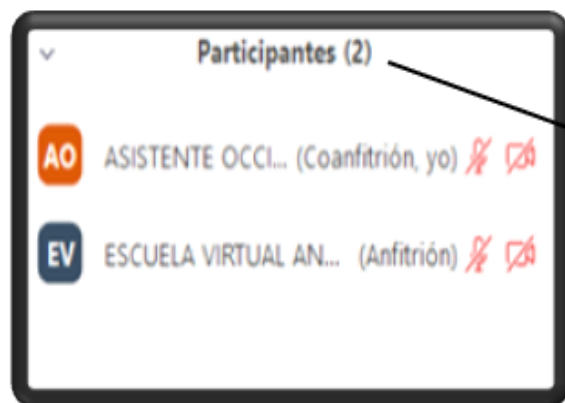 Participantes (2)
AO ASISTENTE OCCI... (Coanfitrión, yo)
EV ESCUELA VIRTUAL AN... (Anfitrión)